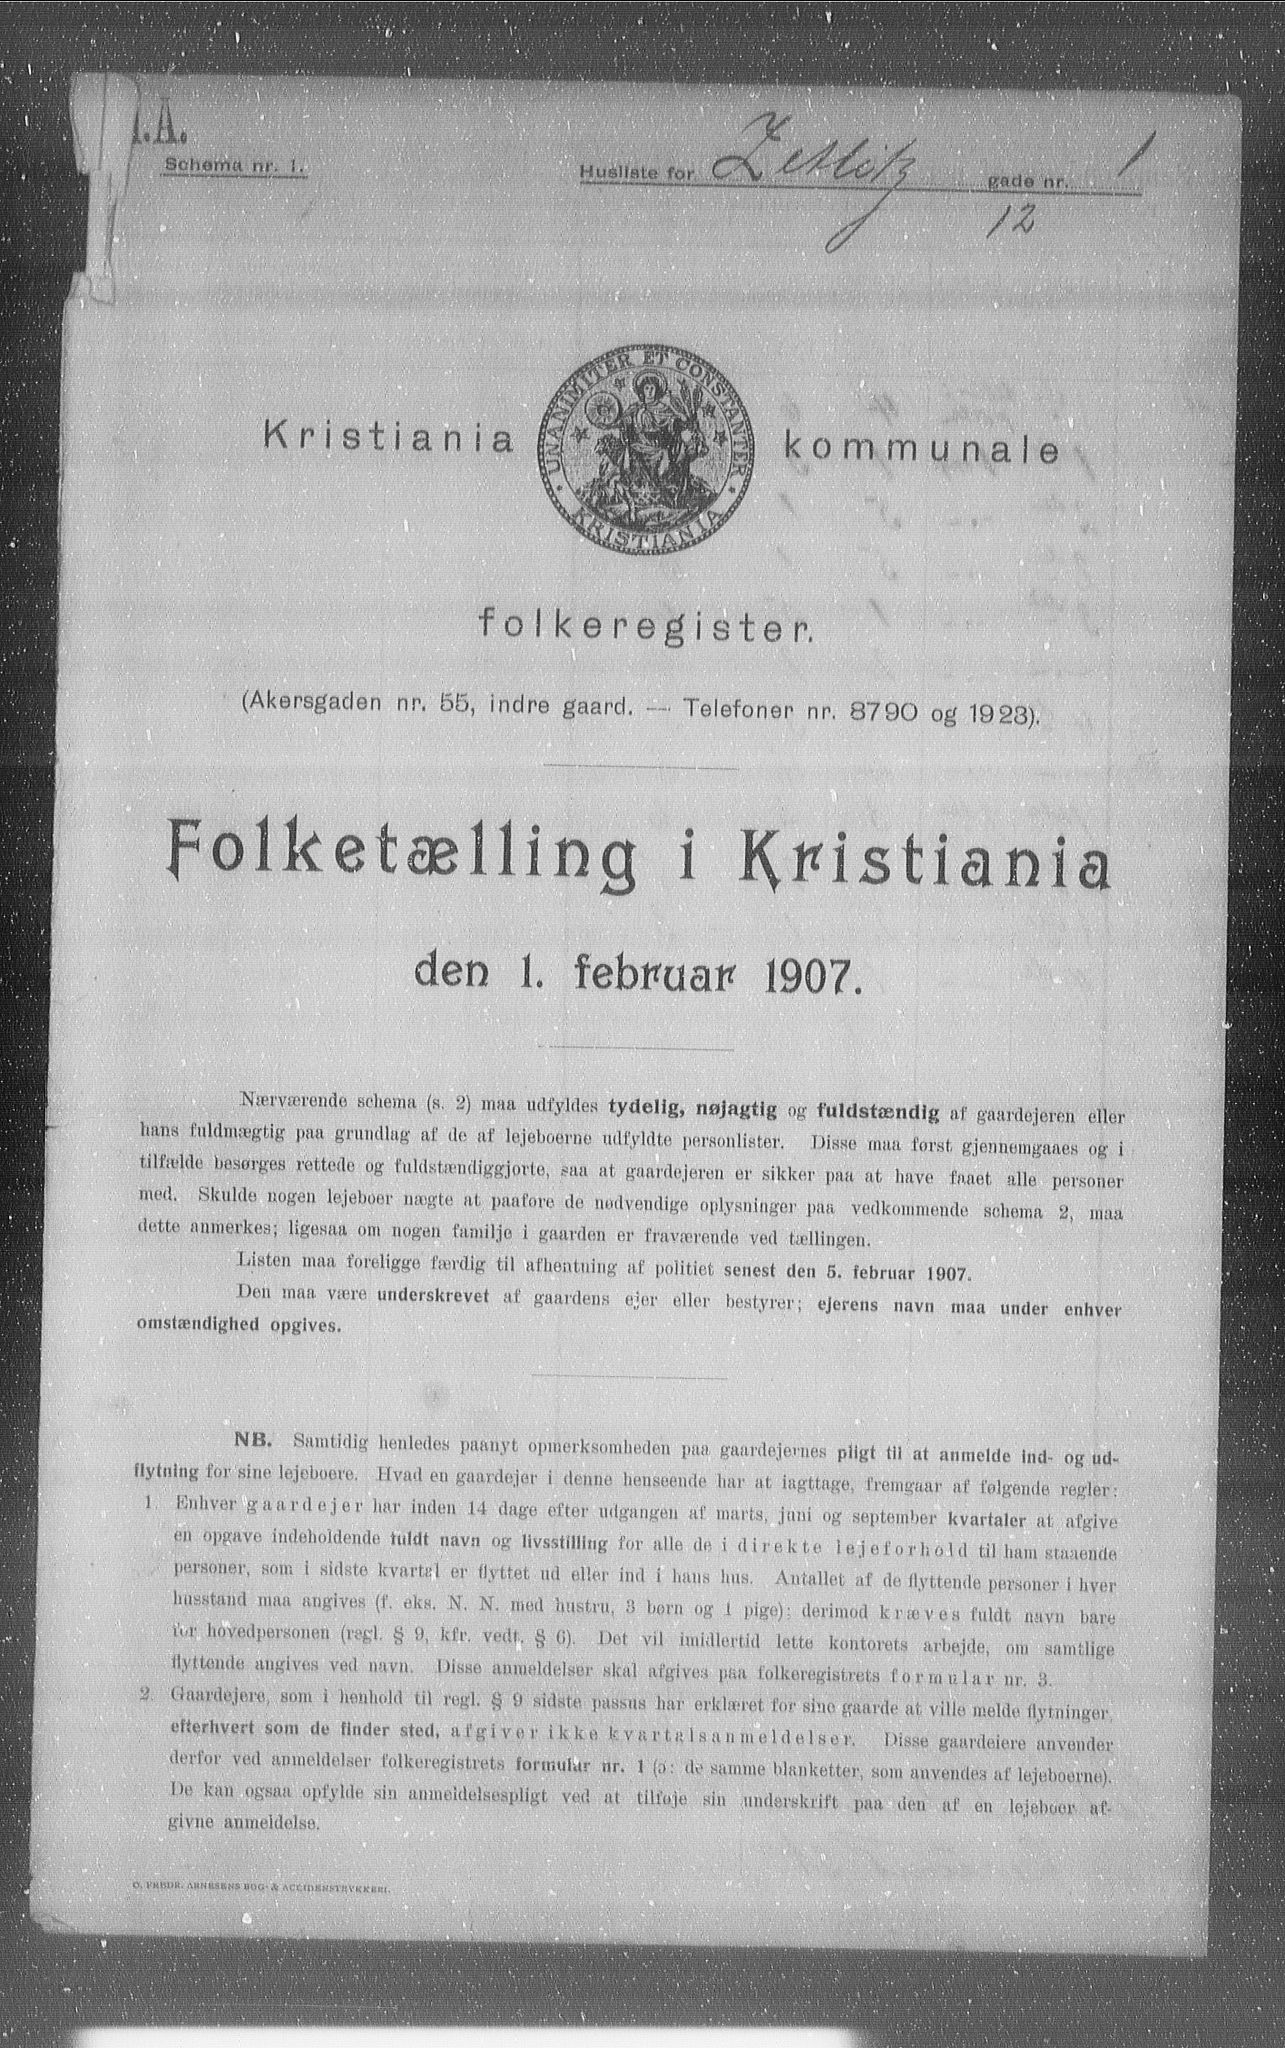 I.A.
Schema nr. 1.
Husliste for Zetlitz gade nr. 1
12
UNANIMITER ET CONSTANTER
KRISTIANIA
Kristiania kommunale
folkeregister.
(Akersgaden nr. 55, indre gaard. — Telefoner nr. 8790 og 1923).
Folketælling i Kristiania
den 1. februar 1907.
Nærværende schema (s. 2) maa udfyldes tydelig, nøjagtig og fuldstændig af gaardejeren eller
hans fuldmægtig paa grundlag af de af lejeboerne udfyldte personlister. Disse maa først gjennemgaaes og i
tilfælde besørges rettede og fuldstændiggjorte, saa at gaardejeren er sikker paa at have faaet alle personer
med. Skulde nogen lejeboer nægte at paaføre de nødvendige oplysninger paa vedkommende schema 2, maa
dette anmerkes; ligesaa om nogen familje i gaarden er fraværende ved tællingen.
Listen maa foreligge færdig til afhentning af politiet senest den 5. februar 1907.
Den maa være underskrevet af gaardens ejer eller bestyrer; ejerens navn maa under enhver
omstændighed opgives.
NB. Samtidig henledes paanyt opmerksomheden paa gaardejernes pligt til at anmelde ind- og ud-
flytning for sine lejeboere. Hvad en gaardejer i denne henseende har at iagttage, fremgaar af følgende regler:
1. Enhver gaardejer har inden 14 dage efter udgangen af marts, juni og september kvartaler at afgive
en opgave indeholdende fuldt navn og livsstilling for alle de i direkte lejeforhold til ham staaende
personer, som i sidste kvartal er flyttet ud eller ind i hans hus. Antallet af de flyttende personer i hver
husstand maa angives (f. eks. N. N. med hustru, 3 børn og 1 pige); derimod kræves fuldt navn bare
for hovedpersonen (regl. § 9, kfr. vedt. § 6). Det vil imidlertid lette kontorets arbejde, om samtlige
flyttende angives ved navn. Disse anmeldelser skal afgives paa folkeregistrets formular nr. 3.
2. Gaardejere, som i henhold til regl. § 9 sidste passus har erklæret for sine gaarde at ville melde flytninger
efterhvert som de finder sted, afgiver ikke kvartalsanmeldelser. Disse gaardeiere anvender
derfor ved anmeldelser folkeregistrets formular nr. 1 (ɔ: de samme blanketter, som anvendes af lejeboerne).
De kan ogsaa opfylde sin anmeldelsespligt ved at tilføje sin underskrift paa den af en lejeboer af-
givne anmeldelse.
O. FREDR. ARNESENS BOG- & ACCIDENSTRYKKERI.